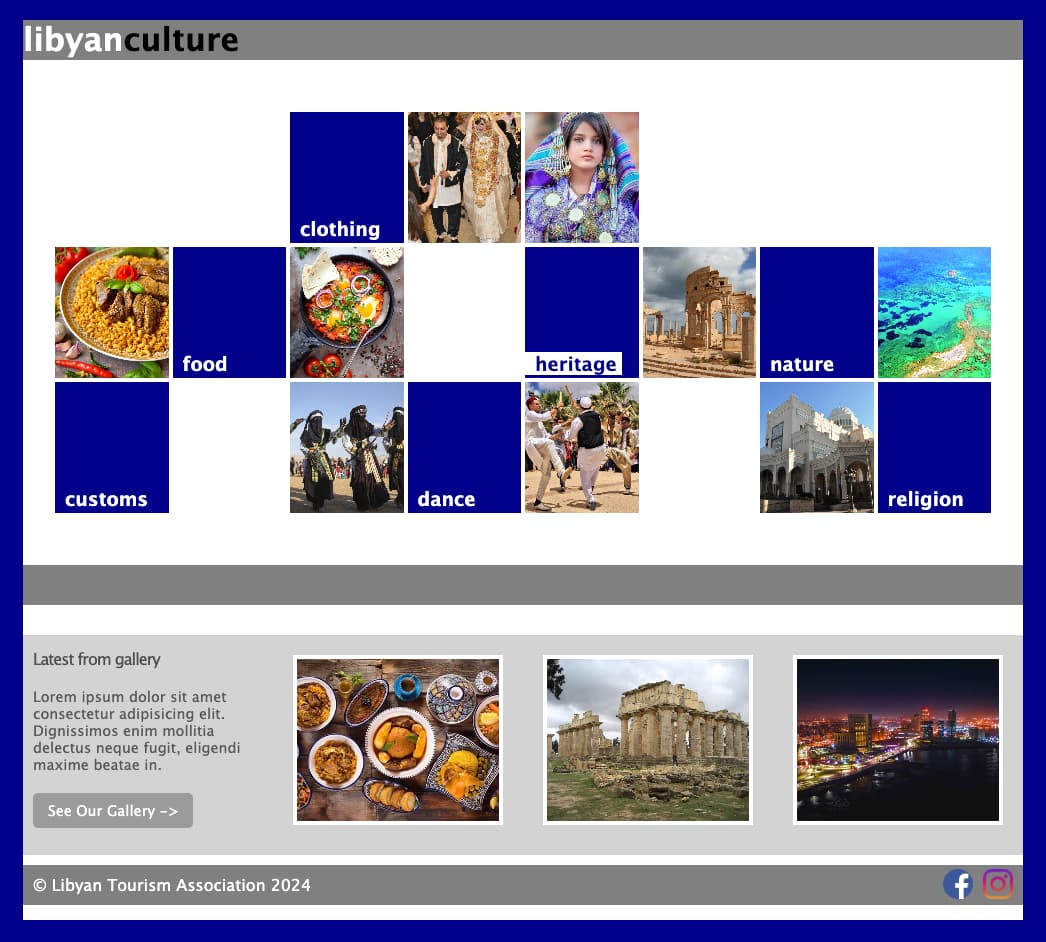 libyanculture
clothing
food
heritage
nature
customs
dance
religion
Latest from gallery
Lorem ipsum dolor sit amet
consectetur adipisicing elit.
Dignissimos enim mollitia
delectus neque fugit, eligendi
maxime beatae in.
See Our Gallery ->
© Libyan Tourism Association 2024